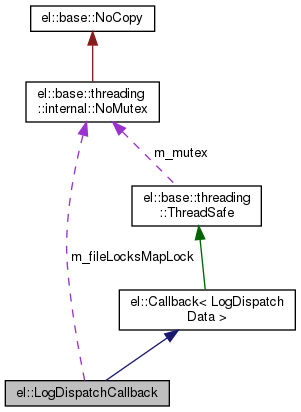 el::base::NoCopy
el::base::threading
::internal::NoMutex
m_mutex
el::base::threading
::ThreadSafe
m_fileLocksMapLock
el::Callback< LogDispatch
Data >
el::LogDispatchCallback